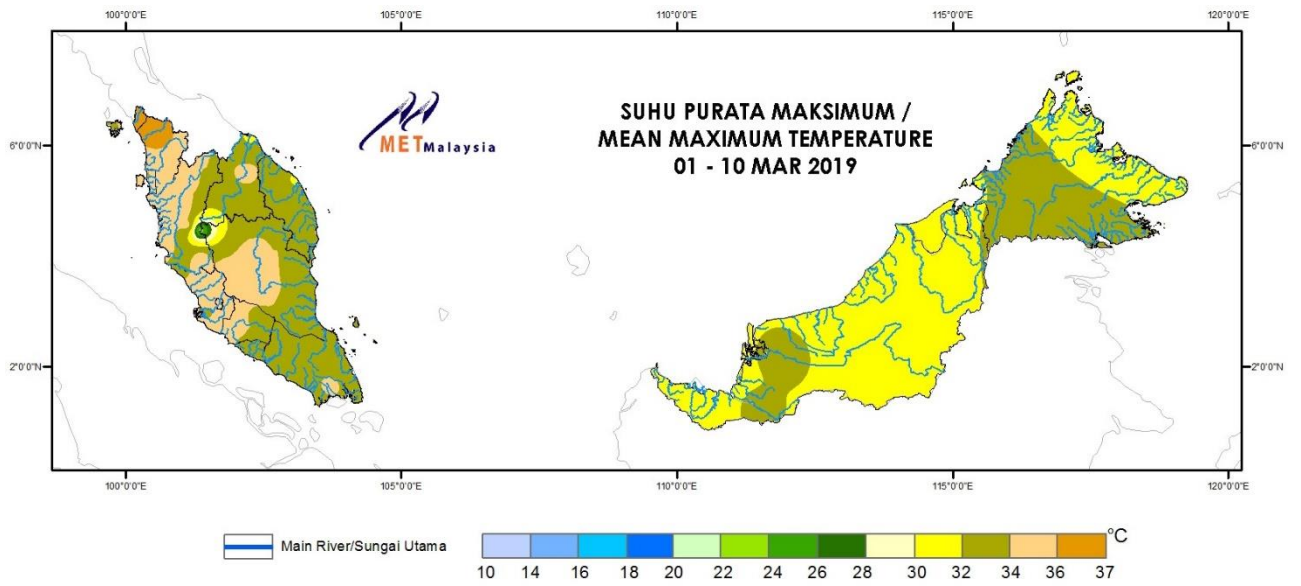 100°0'0"E 105°0'0"E 110°0'0"E 115°0'0"E 120°0'0"E
METMalaysia
SUHU PURATA MAKSIMUM /
MEAN MAXIMUM TEMPERATURE
01 - 10 MAR 2019
6°0'0"N 6°0'0"N
2°0'0"N 2°0'0"N
100°0'0"E 105°0'0"E 110°0'0"E 115°0'0"E 120°0'0"E
Main River/Sungai Utama
°C
10 14 16 18 20 22 24 26 28 30 32 34 36 37